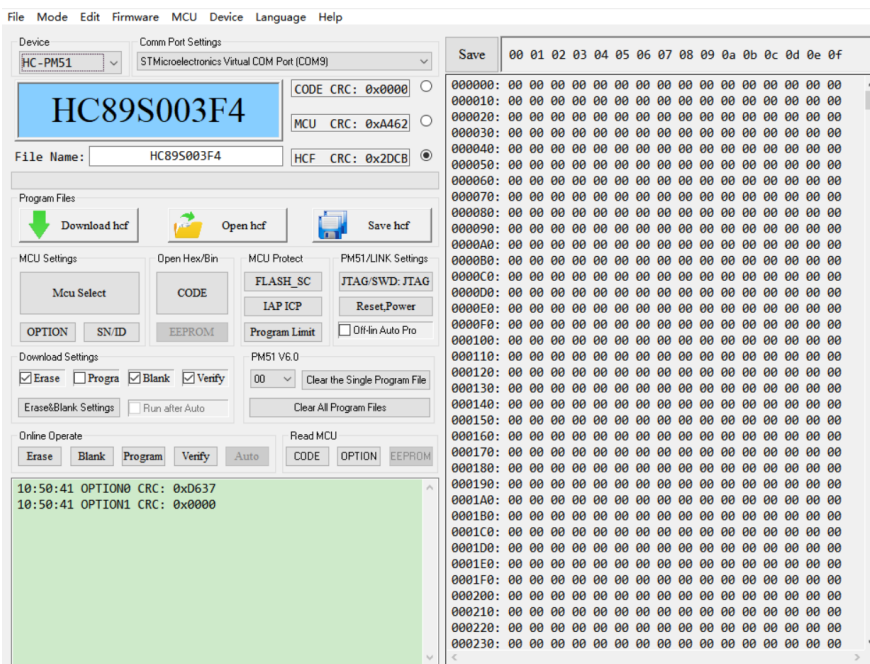 File Mode Edit Firmware MCU Device Language Help
Device
HC-PM51
Comm Port Settings
STMicroelectronics Virtual COM Port (COM9)
HC89S003F4
CODE CRC: 0x0000
MCU CRC: 0xA462
File Name: HC89S003F4
HCF CRC: 0x2DCB
Program Files
Download hcf Open hcf Save hcf
MCU Settings
Mcu Select
OPTION SN/ID
Open Hex/Bin
CODE
EEPROM
MCU Protect
FLASH_SC
IAP ICP
Program Limit
PM51/LINK Settings
JTAG/SWD: JTAG
Reset,Power
Off-lin Auto Pro
Download Settings
Erase Progra Blank Verify
Erase&Blank Settings Run after Auto
PM51 V6.0
00 Clear the Single Program File
Clear All Program Files
Online Operate
Erase Blank Program Verify Auto
Read MCU
CODE OPTION EEPROM
10:50:41 OPTION0 CRC: 0xD637
10:50:41 OPTION1 CRC: 0x0000
Save 00 01 02 03 04 05 06 07 08 09 0a 0b 0c 0d 0e 0f
000000: 00 00 00 00 00 00 00 00 00 00 00 00 00 00 00 00
000010: 00 00 00 00 00 00 00 00 00 00 00 00 00 00 00 00
000020: 00 00 00 00 00 00 00 00 00 00 00 00 00 00 00 00
000030: 00 00 00 00 00 00 00 00 00 00 00 00 00 00 00 00
000040: 00 00 00 00 00 00 00 00 00 00 00 00 00 00 00 00
000050: 00 00 00 00 00 00 00 00 00 00 00 00 00 00 00 00
000060: 00 00 00 00 00 00 00 00 00 00 00 00 00 00 00 00
000070: 00 00 00 00 00 00 00 00 00 00 00 00 00 00 00 00
000080: 00 00 00 00 00 00 00 00 00 00 00 00 00 00 00 00
000090: 00 00 00 00 00 00 00 00 00 00 00 00 00 00 00 00
0000A0: 00 00 00 00 00 00 00 00 00 00 00 00 00 00 00 00
0000B0: 00 00 00 00 00 00 00 00 00 00 00 00 00 00 00 00
0000C0: 00 00 00 00 00 00 00 00 00 00 00 00 00 00 00 00
0000D0: 00 00 00 00 00 00 00 00 00 00 00 00 00 00 00 00
0000E0: 00 00 00 00 00 00 00 00 00 00 00 00 00 00 00 00
0000F0: 00 00 00 00 00 00 00 00 00 00 00 00 00 00 00 00
000100: 00 00 00 00 00 00 00 00 00 00 00 00 00 00 00 00
000110: 00 00 00 00 00 00 00 00 00 00 00 00 00 00 00 00
000120: 00 00 00 00 00 00 00 00 00 00 00 00 00 00 00 00
000130: 00 00 00 00 00 00 00 00 00 00 00 00 00 00 00 00
000140: 00 00 00 00 00 00 00 00 00 00 00 00 00 00 00 00
000150: 00 00 00 00 00 00 00 00 00 00 00 00 00 00 00 00
000160: 00 00 00 00 00 00 00 00 00 00 00 00 00 00 00 00
000170: 00 00 00 00 00 00 00 00 00 00 00 00 00 00 00 00
000180: 00 00 00 00 00 00 00 00 00 00 00 00 00 00 00 00
000190: 00 00 00 00 00 00 00 00 00 00 00 00 00 00 00 00
0001A0: 00 00 00 00 00 00 00 00 00 00 00 00 00 00 00 00
0001B0: 00 00 00 00 00 00 00 00 00 00 00 00 00 00 00 00
0001C0: 00 00 00 00 00 00 00 00 00 00 00 00 00 00 00 00
0001D0: 00 00 00 00 00 00 00 00 00 00 00 00 00 00 00 00
0001E0: 00 00 00 00 00 00 00 00 00 00 00 00 00 00 00 00
0001F0: 00 00 00 00 00 00 00 00 00 00 00 00 00 00 00 00
000200: 00 00 00 00 00 00 00 00 00 00 00 00 00 00 00 00
000210: 00 00 00 00 00 00 00 00 00 00 00 00 00 00 00 00
000220: 00 00 00 00 00 00 00 00 00 00 00 00 00 00 00 00
000230: 00 00 00 00 00 00 00 00 00 00 00 00 00 00 00 00